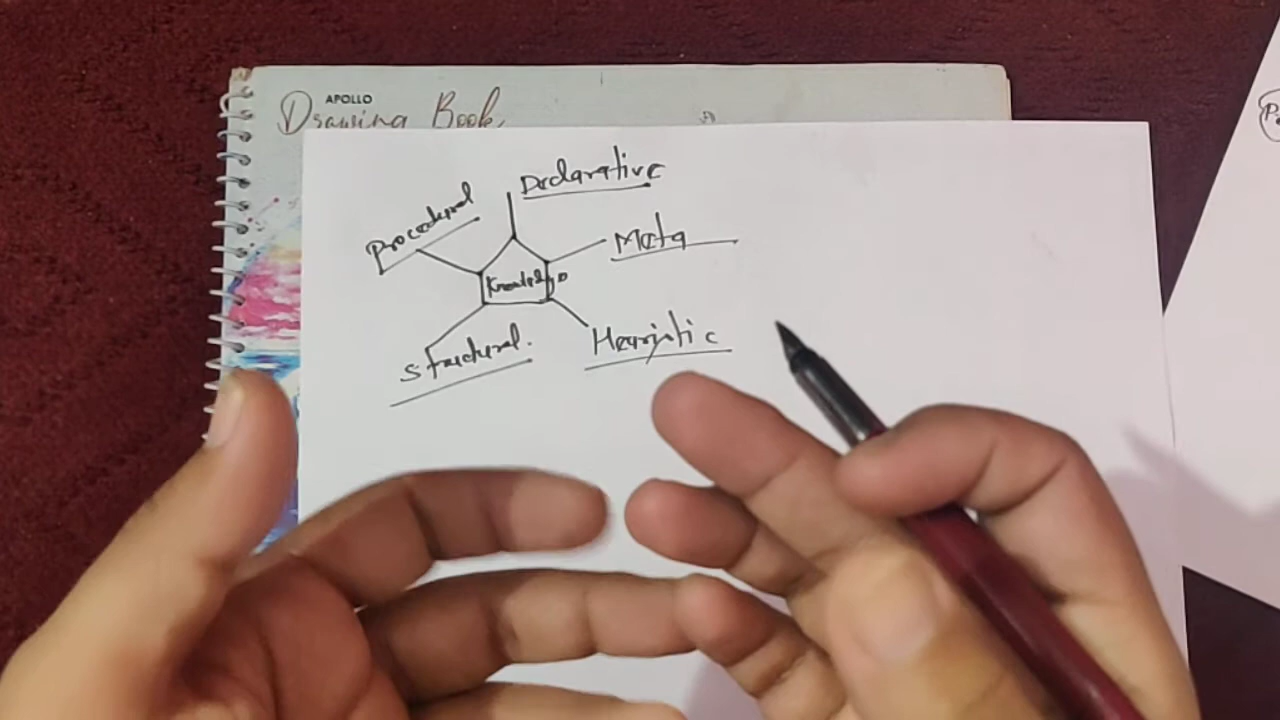 APOLLO
Drawing Book
Declarative
Procedural
Meta
Knowledge
Heuristic
Structural.